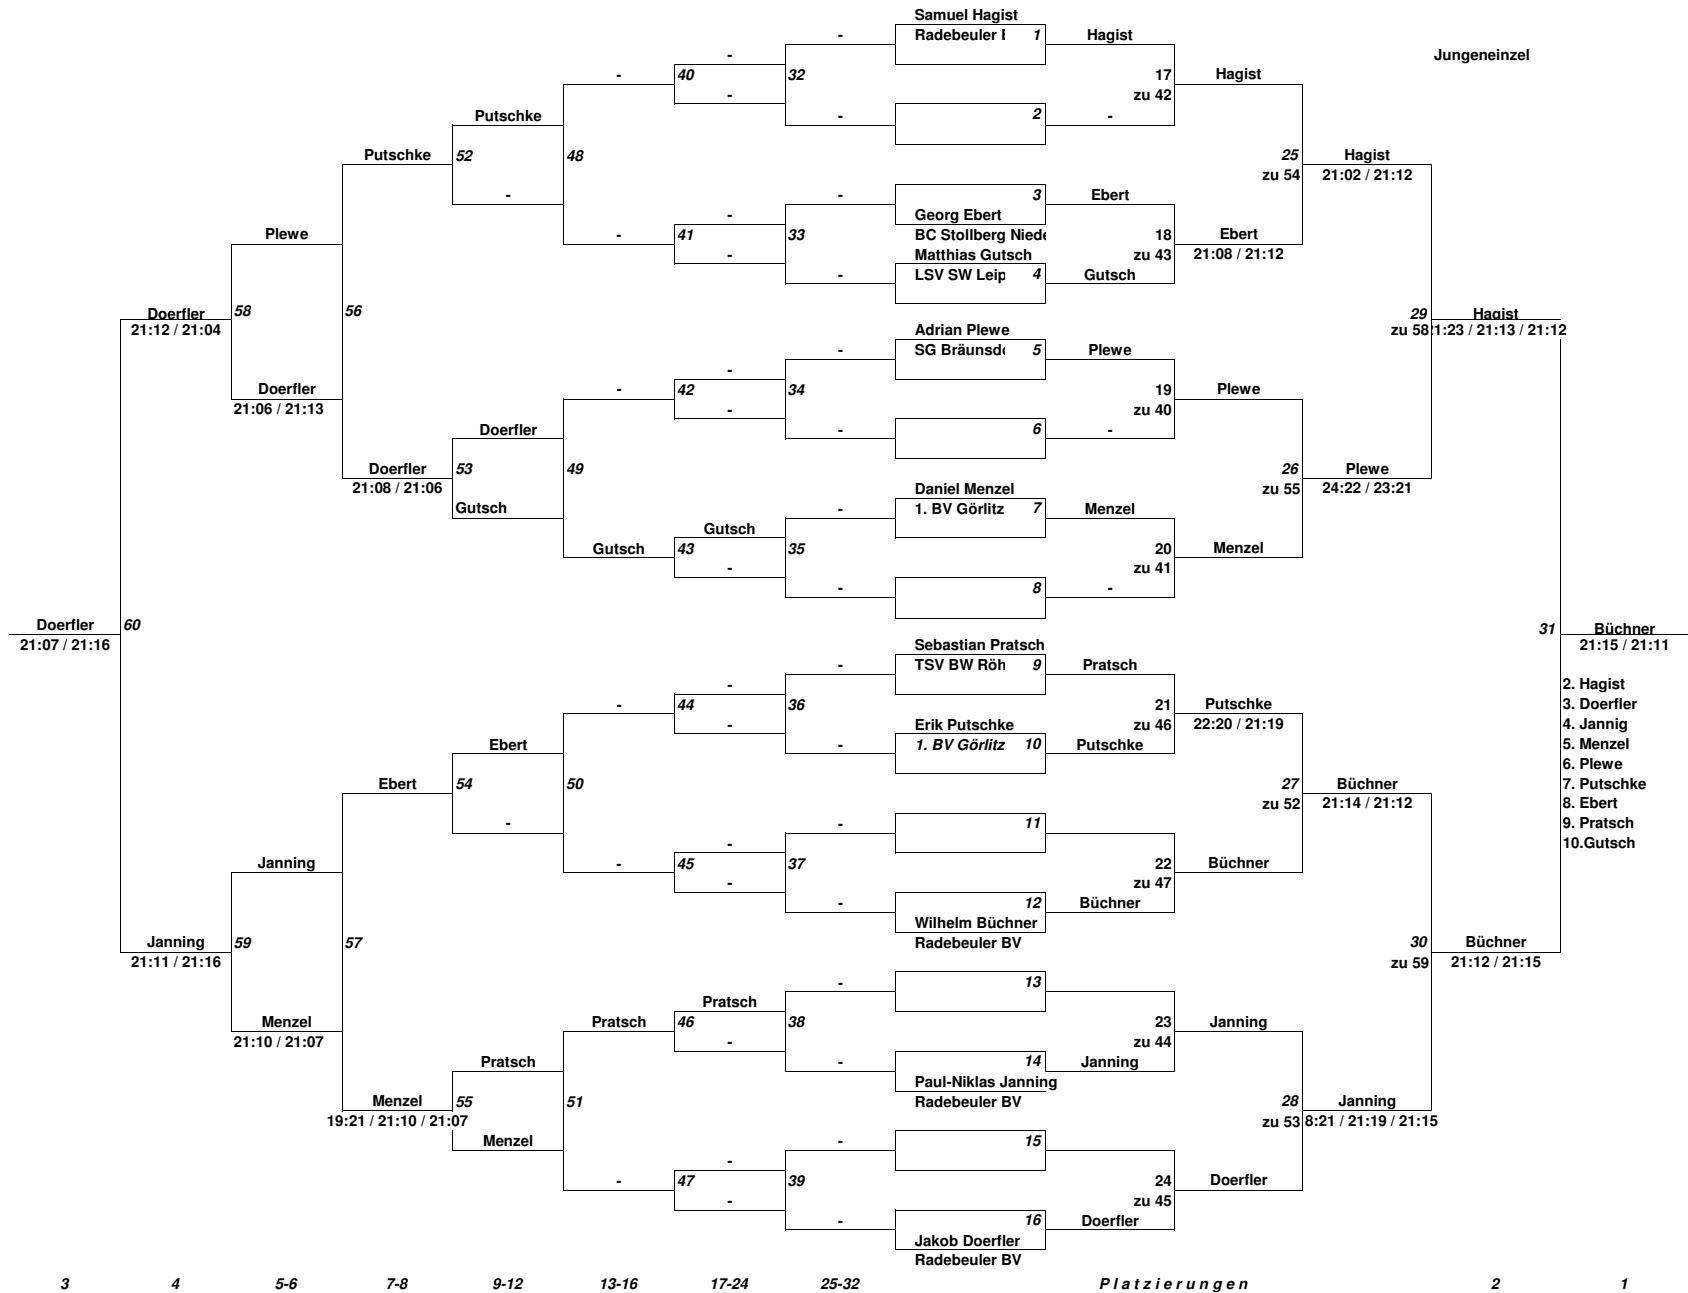 Samuel Hagist
- Radebeuler 1 Hagist
- Jungeneinzel
- 40 32 17 Hagist
- zu 42
Putschke - 2 -
Putschke 52 48 25 Hagist
zu 54 21:02 / 21:12
- - 3 Ebert
- Georg Ebert
Plewe - 41 33 BC Stollberg Niede 18 Ebert
- Matthias Gutsch zu 43 21:08 / 21:12
- LSV SW Leip 4 Gutsch
Doerfler 58 56 29 Hagist
21:12 / 21:04 Adrian Plewe zu 58 1:23 / 21:13 / 21:12
- SG Bräunsd 5 Plewe
-
Doerfler - 42 34 19 Plewe
21:06 / 21:13 - zu 40
Doerfler - 6 -
Doerfler 53 49 26 Plewe
21:08 / 21:06 Daniel Menzel zu 55 24:22 / 23:21
Gutsch - 1. BV Görlitz 7 Menzel
Gutsch
Gutsch 43 35 20 Menzel
- zu 41
- 8 -
Doerfler 60 31 Büchner
21:07 / 21:16 Sebastian Pratsch 21:15 / 21:11
- TSV BW Röh 9 Pratsch
- 2. Hagist
- 44 36 21 Putschke 3. Doerfler
- Erik Putschke zu 46 22:20 / 21:19 4. Jannig
Ebert - 1. BV Görlitz 10 Putschke 5. Menzel
6. Plewe
Ebert 54 50 27 Büchner 7. Putschke
zu 52 21:14 / 21:12 8. Ebert
- - 11 9. Pratsch
- 10.Gutsch
Janning - 45 37 22 Büchner
- zu 47
- 12 Büchner
Wilhelm Büchner
Janning 59 57 Radebeuler BV 30 Büchner
21:11 / 21:16 zu 59 21:12 / 21:15
- 13
Pratsch
Menzel Pratsch 46 38 23 Janning
21:10 / 21:07 - zu 44
Pratsch - 14 Janning
Paul-Niklas Janning
Menzel 55 51 Radebeuler BV 28 Janning
19:21 / 21:10 / 21:07 zu 53 8:21 / 21:19 / 21:15
Menzel - 15
-
- 47 39 24 Doerfler
- zu 45
- 16 Doerfler
Jakob Doerfler
Radebeuler BV
3 4 5-6 7-8 9-12 13-16 17-24 25-32 Platzierungen 2 1